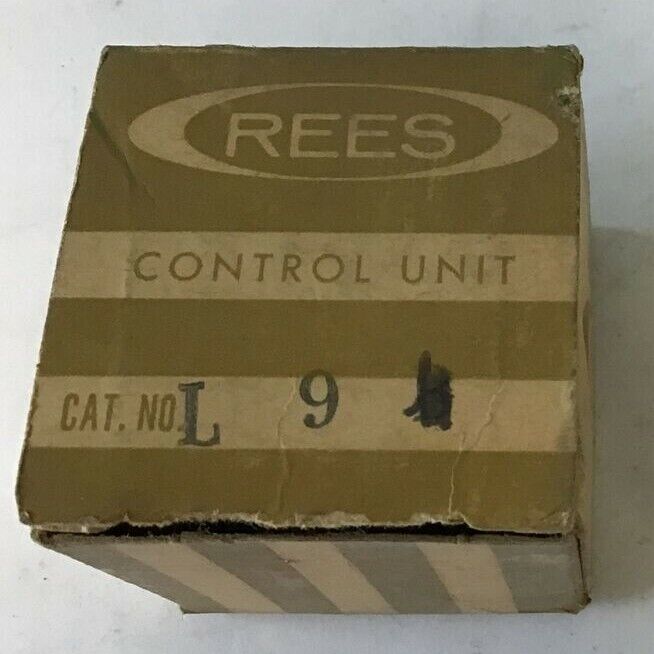 REES
CONTROL UNIT
CAT. NO. L 9